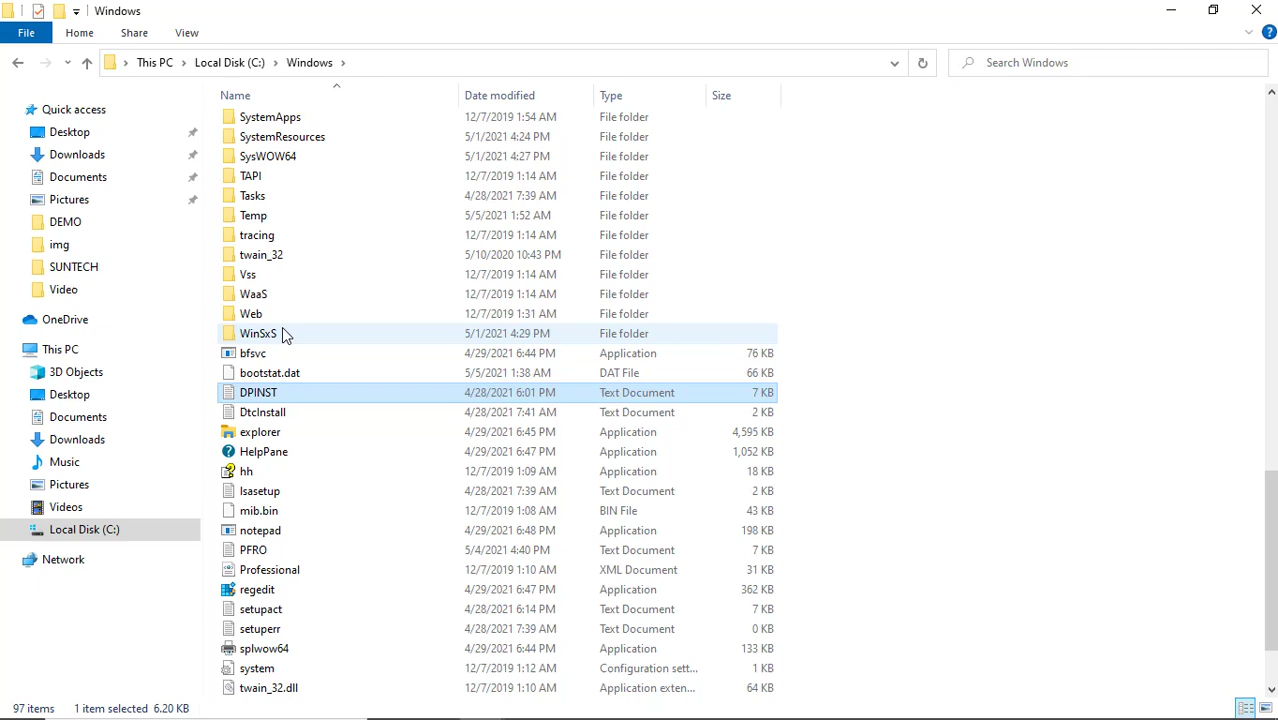 Windows
File Home Share View
This PC Local Disk (C:) Windows Search Windows
Name Date modified Type Size
Quick access
Desktop
Downloads
Documents
Pictures
DEMO
img
SUNTECH
Video
OneDrive
This PC
3D Objects
Desktop
Documents
Downloads
Music
Pictures
Videos
Local Disk (C:)
Network
SystemApps 12/7/2019 1:54 AM File folder
SystemResources 5/1/2021 4:24 PM File folder
SysWOW64 5/1/2021 4:27 PM File folder
TAPI 12/7/2019 1:14 AM File folder
Tasks 4/28/2021 7:39 AM File folder
Temp 5/5/2021 1:52 AM File folder
tracing 12/7/2019 1:14 AM File folder
twain_32 5/10/2020 10:43 PM File folder
Vss 12/7/2019 1:14 AM File folder
WaaS 12/7/2019 1:14 AM File folder
Web 12/7/2019 1:31 AM File folder
WinSxS 5/1/2021 4:29 PM File folder
bfsvc 4/29/2021 6:44 PM Application 76 KB
bootstat.dat 5/5/2021 1:38 AM DAT File 66 KB
DPINST 4/28/2021 6:01 PM Text Document 7 KB
DtcInstall 4/28/2021 7:41 AM Text Document 2 KB
explorer 4/29/2021 6:45 PM Application 4,595 KB
HelpPane 4/29/2021 6:47 PM Application 1,052 KB
hh 12/7/2019 1:09 AM Application 18 KB
lsasetup 4/28/2021 7:39 AM Text Document 2 KB
mib.bin 12/7/2019 1:08 AM BIN File 43 KB
notepad 4/29/2021 6:48 PM Application 198 KB
PFRO 5/4/2021 4:40 PM Text Document 7 KB
Professional 12/7/2019 1:10 AM XML Document 31 KB
regedit 4/29/2021 6:47 PM Application 362 KB
setupact 4/28/2021 6:14 PM Text Document 7 KB
setuperr 4/28/2021 7:39 AM Text Document 0 KB
splwow64 4/29/2021 6:44 PM Application 133 KB
system 12/7/2019 1:12 AM Configuration sett... 1 KB
twain_32.dll 12/7/2019 1:10 AM Application exten... 64 KB
97 items 1 item selected 6.20 KB